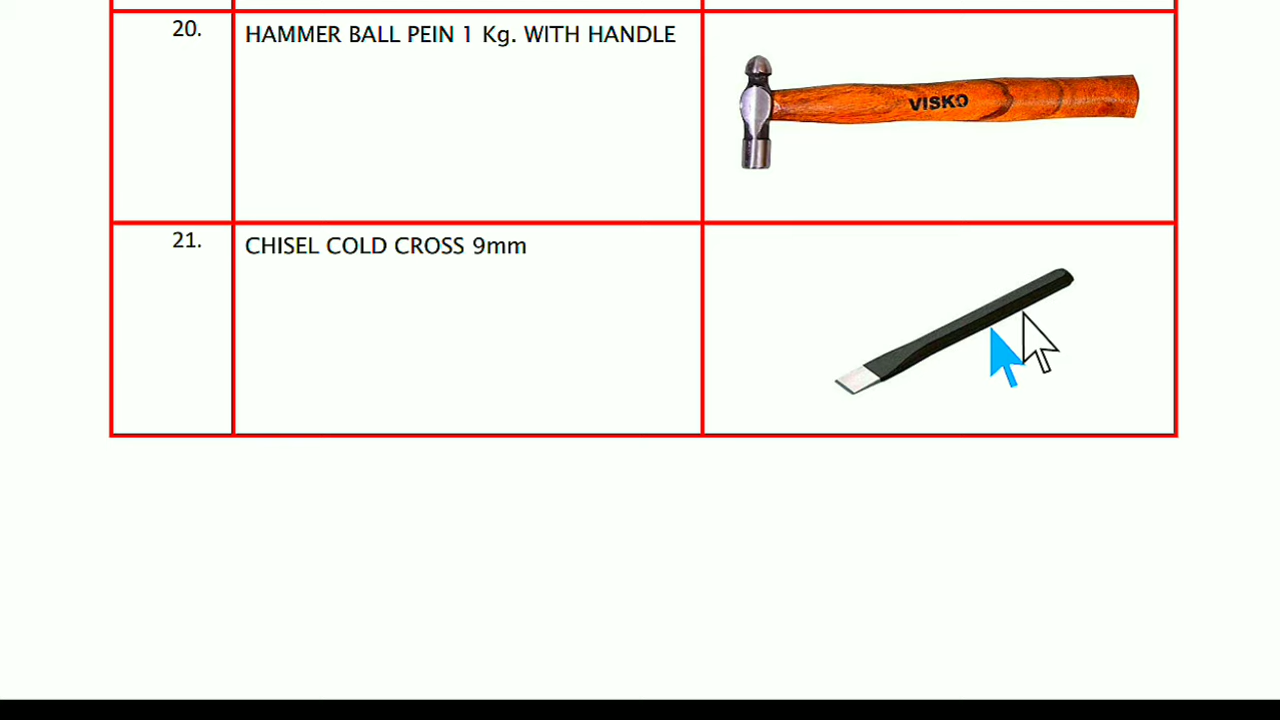 20.
HAMMER BALL PEIN 1 Kg. WITH HANDLE
VISKO
21.
CHISEL COLD CROSS 9mm